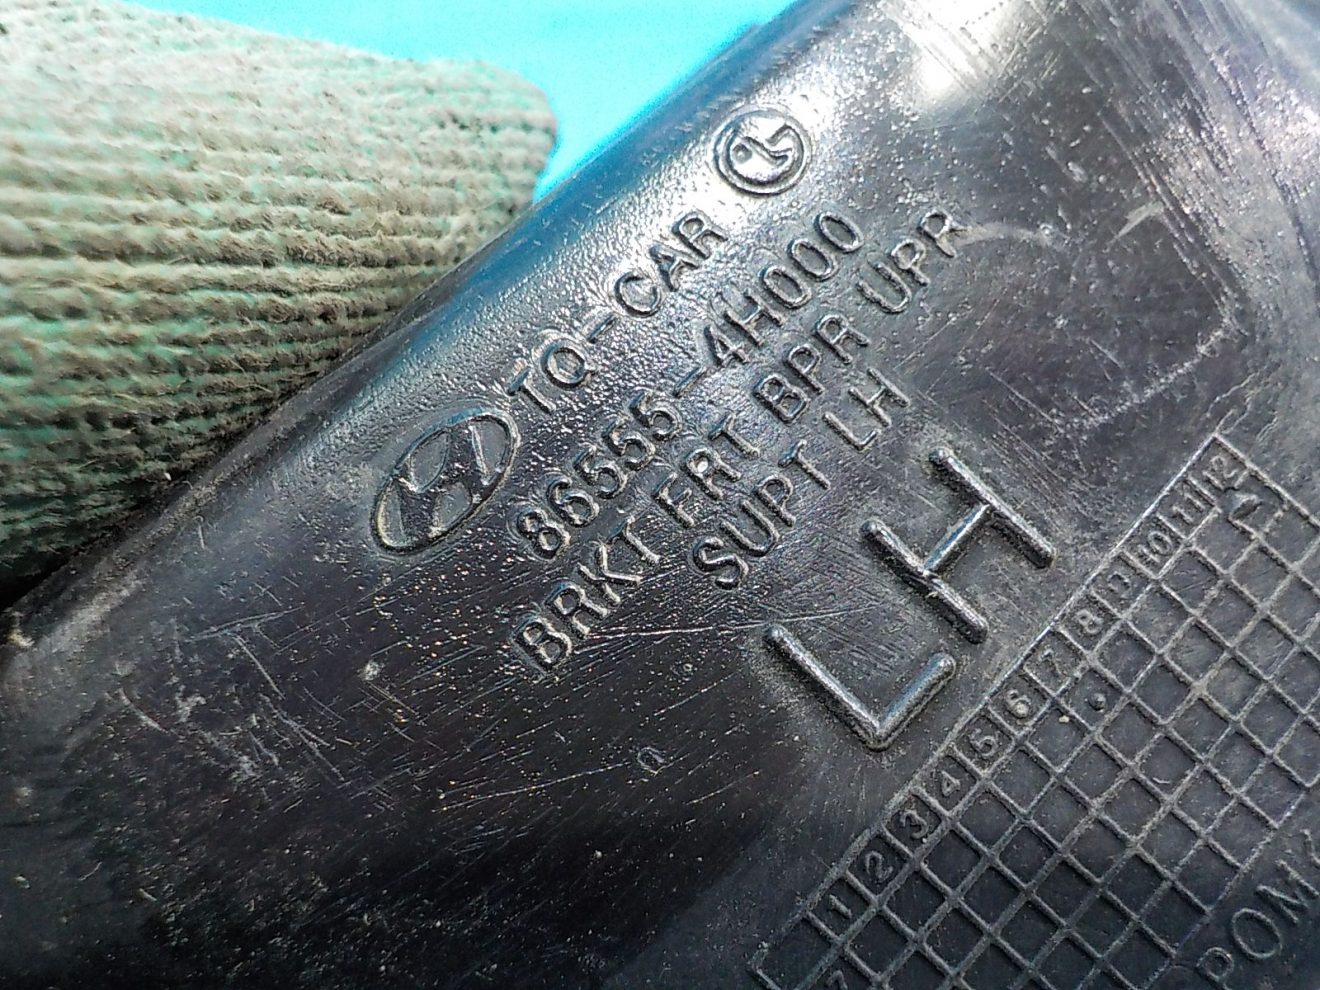 TQ-CAR
86555-4H000
BRKT FRT BPR UPR
SUPT LH
LH
1 2 3 4 5 6 7 8 9 10 11 12
POM